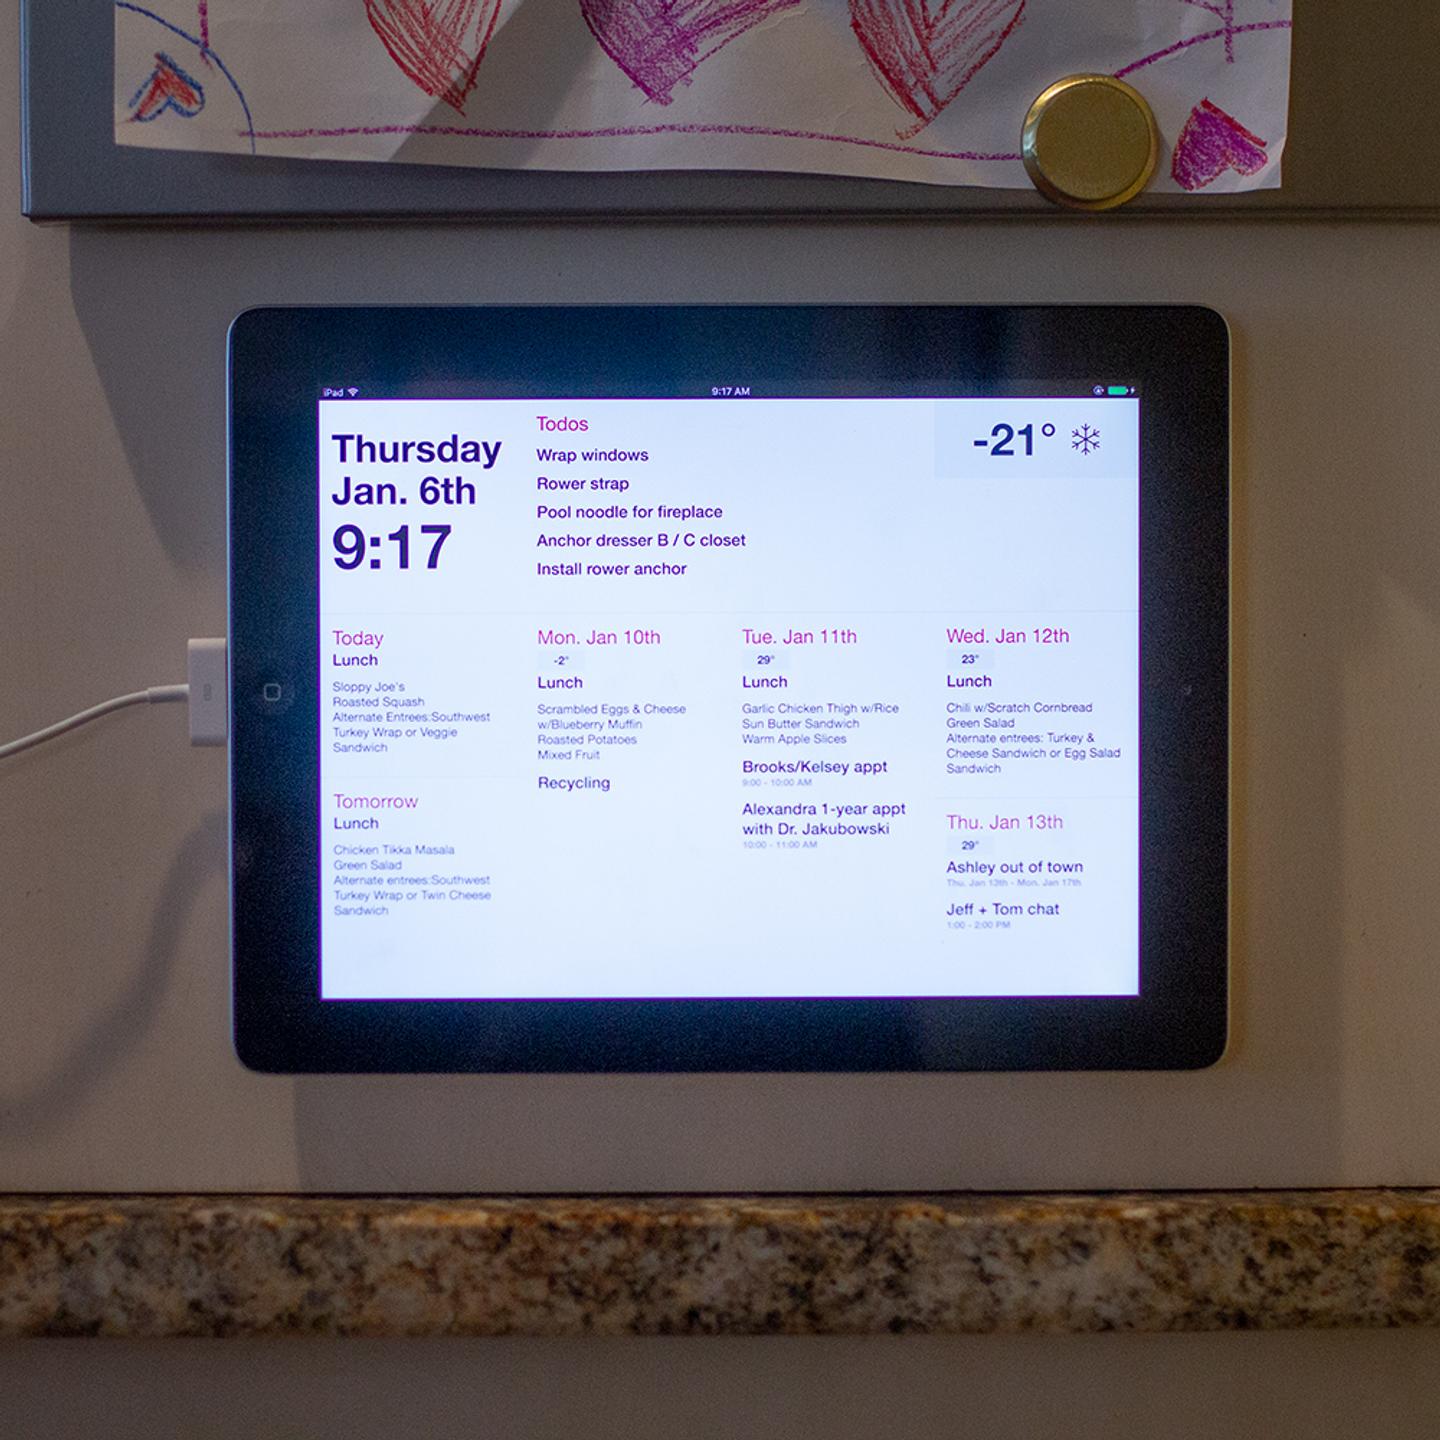 iPad
9:17 AM
Thursday
Jan. 6th
9:17
Todos
Wrap windows
Rower strap
Pool noodle for fireplace
Anchor dresser B / C closet
Install rower anchor
-21°
Today
Lunch
Sloppy Joe's
Roasted Squash
Alternate Entrees:Southwest
Turkey Wrap or Veggie
Sandwich
Tomorrow
Lunch
Chicken Tikka Masala
Green Salad
Alternate entrees:Southwest
Turkey Wrap or Twin Cheese
Sandwich
Mon. Jan 10th
-2°
Lunch
Scrambled Eggs & Cheese
w/Blueberry Muffin
Roasted Potatoes
Mixed Fruit
Recycling
Tue. Jan 11th
29°
Lunch
Garlic Chicken Thigh w/Rice
Sun Butter Sandwich
Warm Apple Slices
Brooks/Kelsey appt
9:00 - 10:00 AM
Alexandra 1-year appt
with Dr. Jakubowski
10:00 - 11:00 AM
Wed. Jan 12th
23°
Lunch
Chili w/Scratch Cornbread
Green Salad
Alternate entrees: Turkey &
Cheese Sandwich or Egg Salad
Sandwich
Thu. Jan 13th
29°
Ashley out of town
Thu. Jan 13th - Mon. Jan 17th
Jeff + Tom chat
1:00 - 2:00 PM